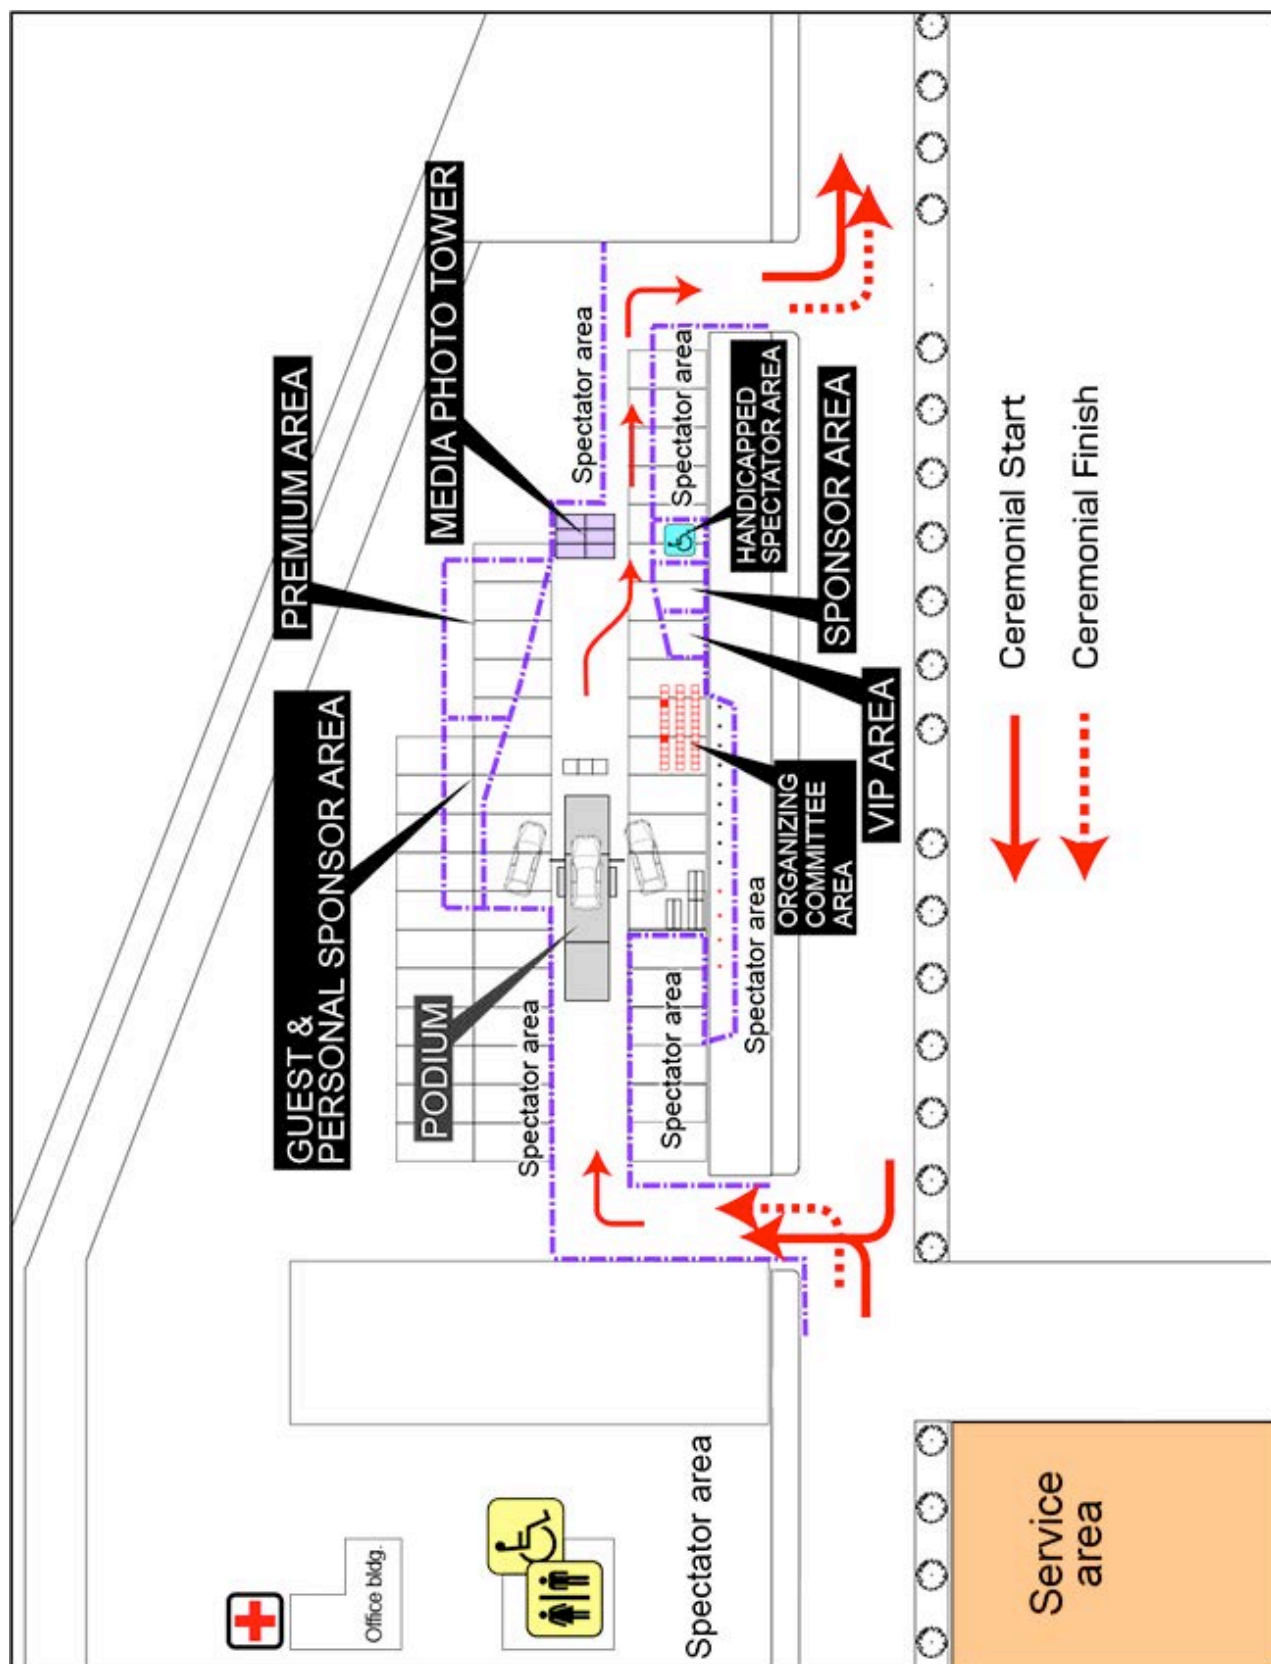 PREMIUM AREA
MEDIA PHOTO TOWER
Spectator area
Spectator area
HANDICAPPED
SPECTATOR AREA
SPONSOR AREA
VIP AREA
GUEST &
PERSONAL SPONSOR AREA
PODIUM
ORGANIZING
COMMITTEE
AREA
Spectator area
Spectator area
Spectator area
Ceremonial Start
Ceremonial Finish
Office bldg.
Spectator area
Service
area